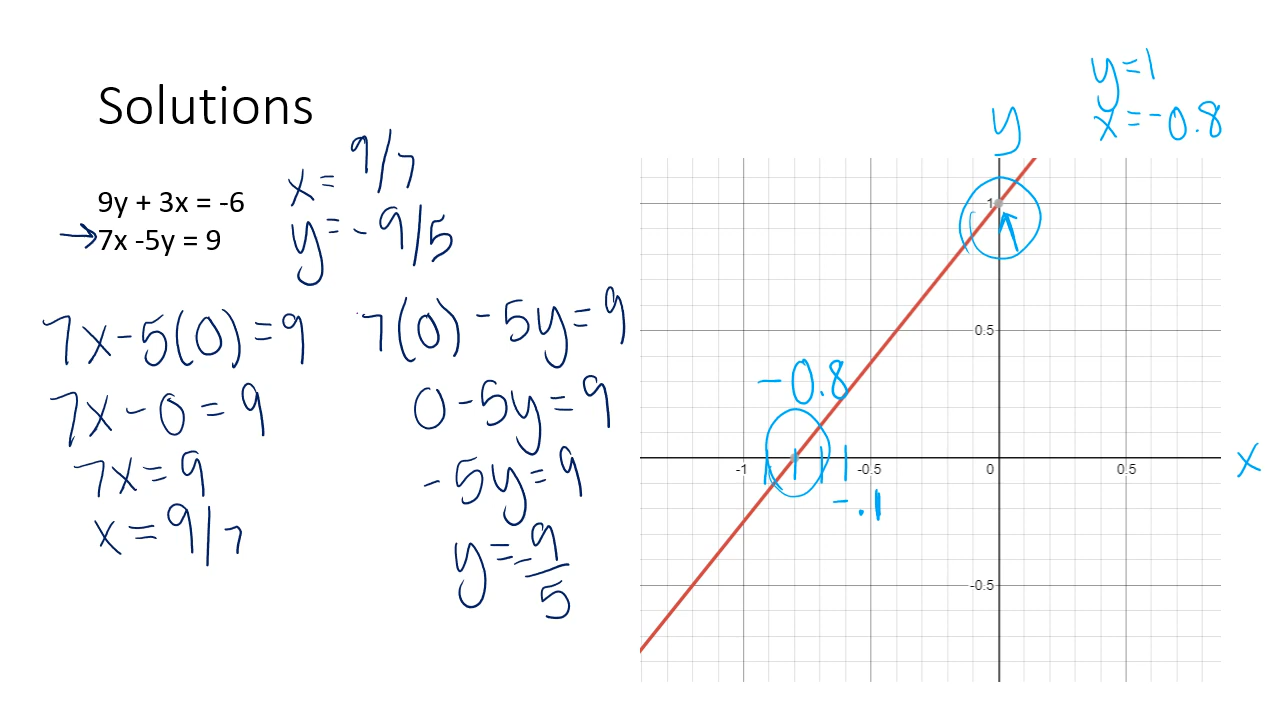 Solutions
9y + 3x = -6
→7x -5y = 9
x = 9/7
y = -9/5
7x-5(0)=9
7x-0=9
7x=9
x=9/7
7(0)-5y=9
0-5y=9
-5y=9
y=-9/5
y=1
x=-0.8
y
1
0.5
-0.8
-1
-0.5
0
0.5
x
-.1
-0.5